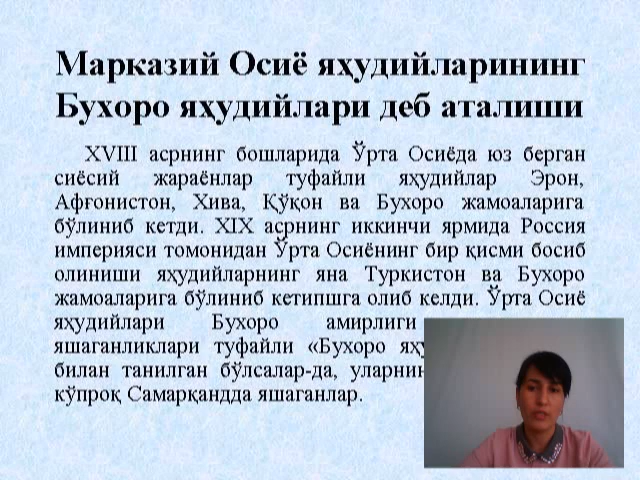 Марказий Осиё яҳудийларининг
Бухоро яҳудийлари деб аталиши
XVIII асрнинг бошларида Ўрта Осиёда юз берган
сиёсий жараёнлар туфайли яҳудийлар Эрон,
Афғонистон, Хива, Қўқон ва Бухоро жамоаларига
бўлиниб кетди. XIX асрнинг иккинчи ярмида Россия
империяси томонидан Ўрта Осиёнинг бир қисми босиб
олиниши яҳудийларнинг яна Туркистон ва Бухоро
жамоаларига бўлиниб кетипшга олиб келди. Ўрта Осиё
яҳудийлари Бухоро амирлиги
яшаганликлари туфайли «Бухоро
билан танилган бўлсалар-да,
кўпроқ Самарқандда яшаганлар.